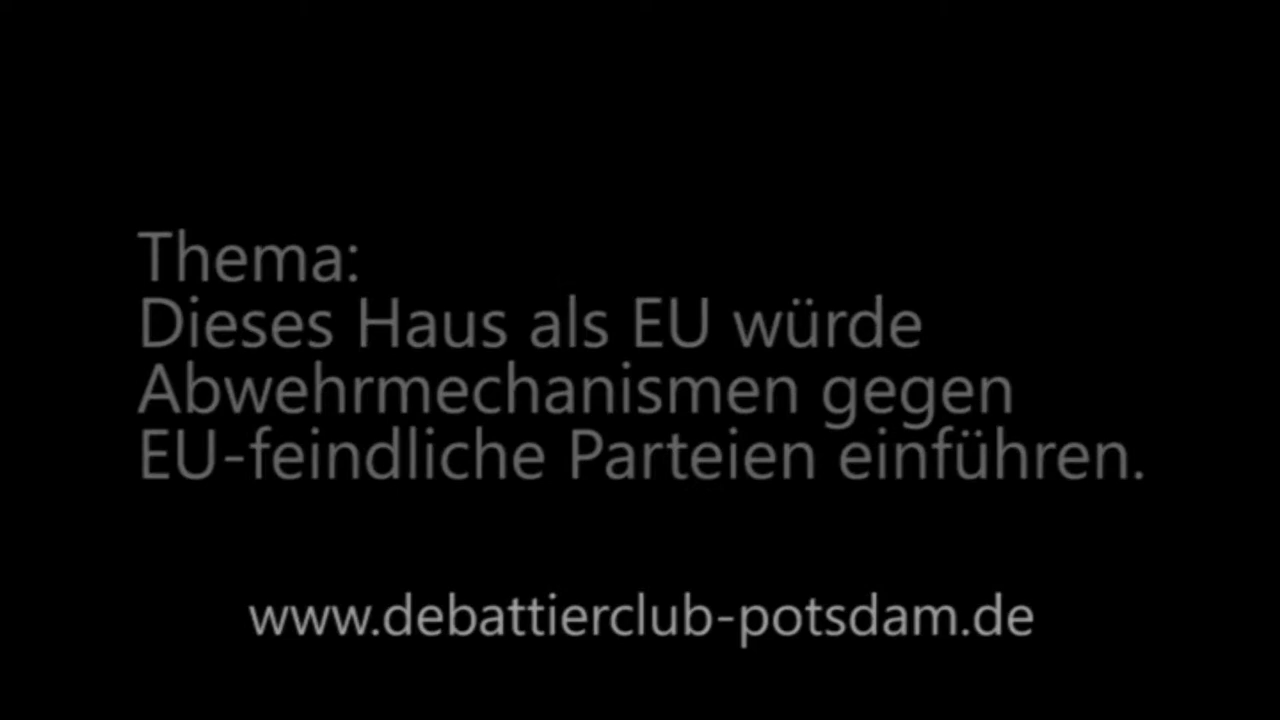 Thema:
Dieses Haus als EU würde
Abwehrmechanismen gegen
EU-feindliche Parteien einführen.
www.debattierclub-potsdam.de